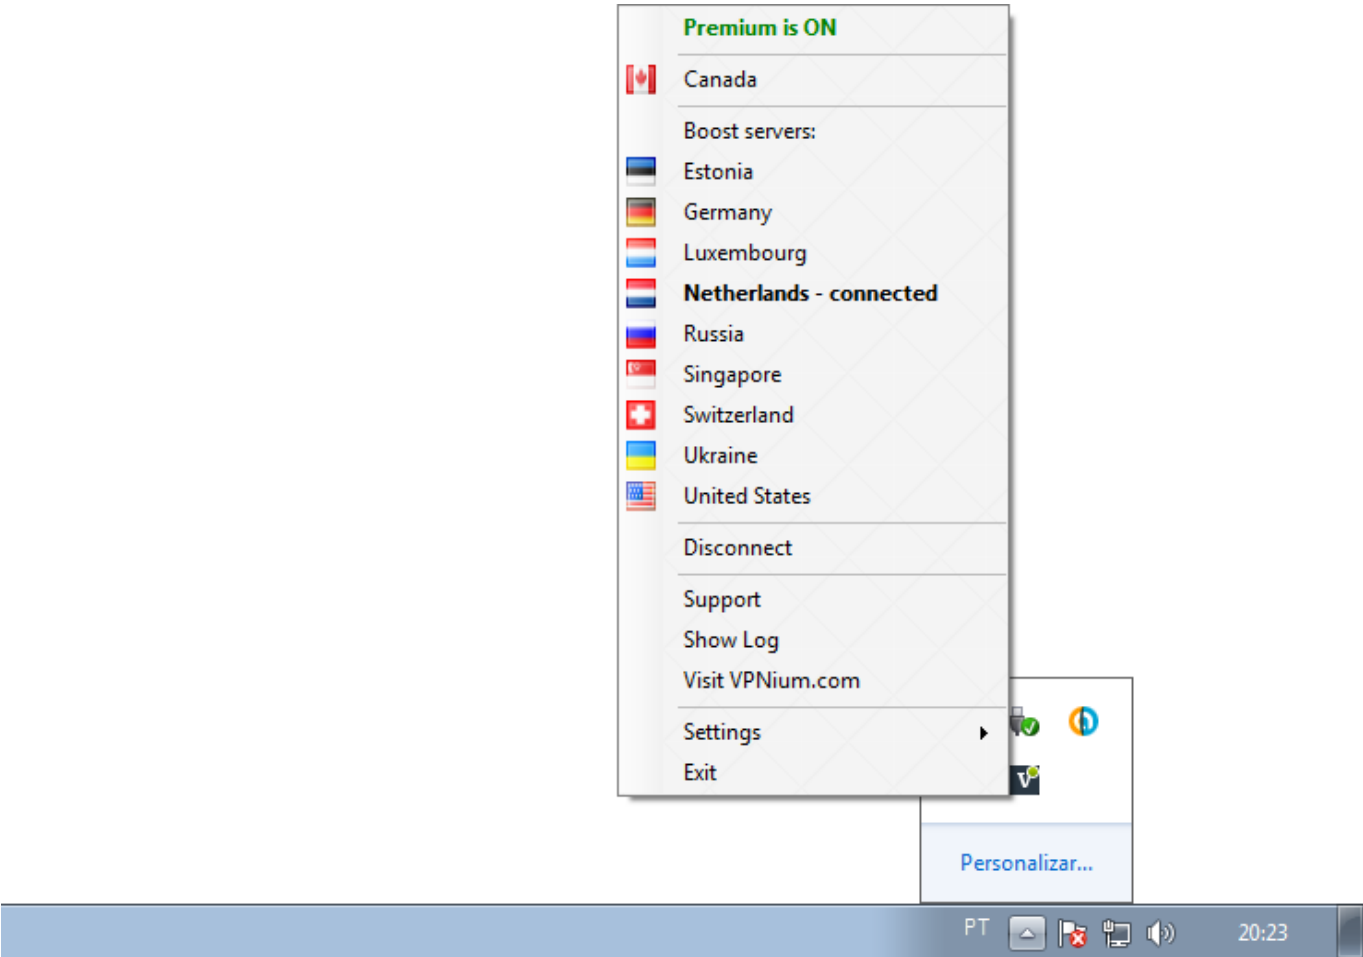 Premium is ON
Canada
Boost servers:
Estonia
Germany
Luxembourg
Netherlands - connected
Russia
Singapore
Switzerland
Ukraine
United States
Disconnect
Support
Show Log
Visit VPNium.com
Settings
Exit
V
Personalizar...
PT
20:23